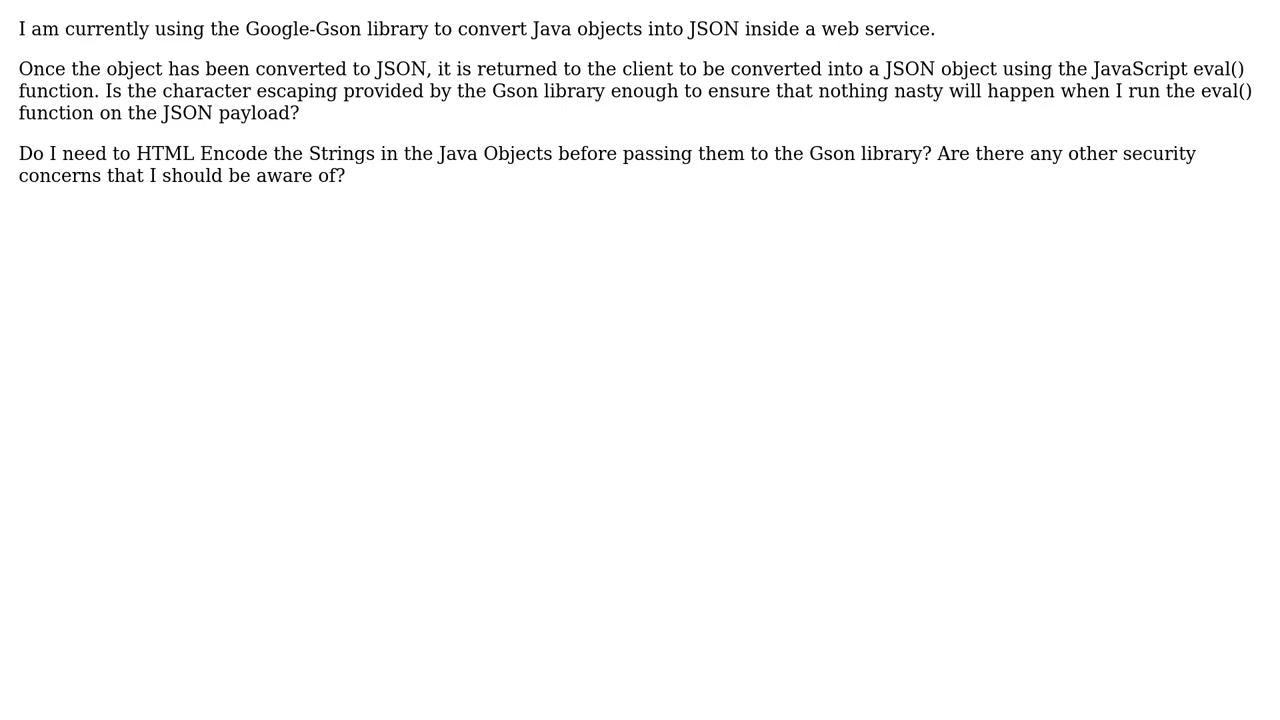 I am currently using the Google-Gson library to convert Java objects into JSON inside a web service.
Once the object has been converted to JSON, it is returned to the client to be converted into a JSON object using the JavaScript eval()
function. Is the character escaping provided by the Gson library enough to ensure that nothing nasty will happen when I run the eval()
function on the JSON payload?
Do I need to HTML Encode the Strings in the Java Objects before passing them to the Gson library? Are there any other security
concerns that I should be aware of?